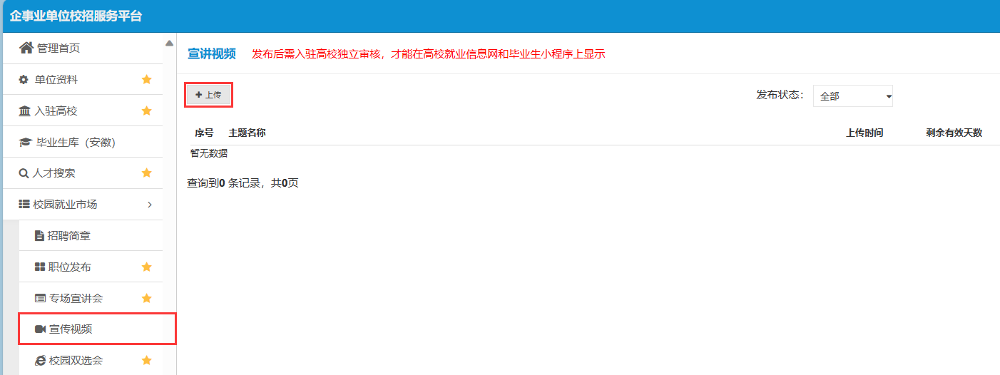 企事业单位校招服务平台
管理首页
单位资料
入驻高校
毕业生库（安徽）
人才搜索
校园就业市场
招聘简章
职位发布
专场宣讲会
宣传视频
校园双选会
宣讲视频 发布后需入驻高校独立审核，才能在高校就业信息网和毕业生小程序上显示
上传 发布状态： 全部
序号 主题名称 上传时间 剩余有效天数
暂无数据
查询到0 条记录，共0页